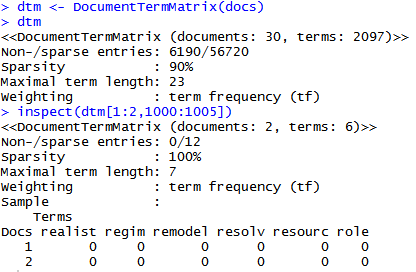 > dtm <- DocumentTermMatrix(docs)
> dtm
<<DocumentTermMatrix (documents: 30, terms: 2097)>>
Non-/sparse entries: 6190/56720
Sparsity           : 90%
Maximal term length: 23
Weighting          : term frequency (tf)
> inspect(dtm[1:2,1000:1005])
<<DocumentTermMatrix (documents: 2, terms: 6)>>
Non-/sparse entries: 0/12
Sparsity           : 100%
Maximal term length: 7
Weighting          : term frequency (tf)
Sample             :
    Terms
Docs realist regim remodel resolv resourc role
   1       0     0       0      0       0    0
   2       0     0       0      0       0    0